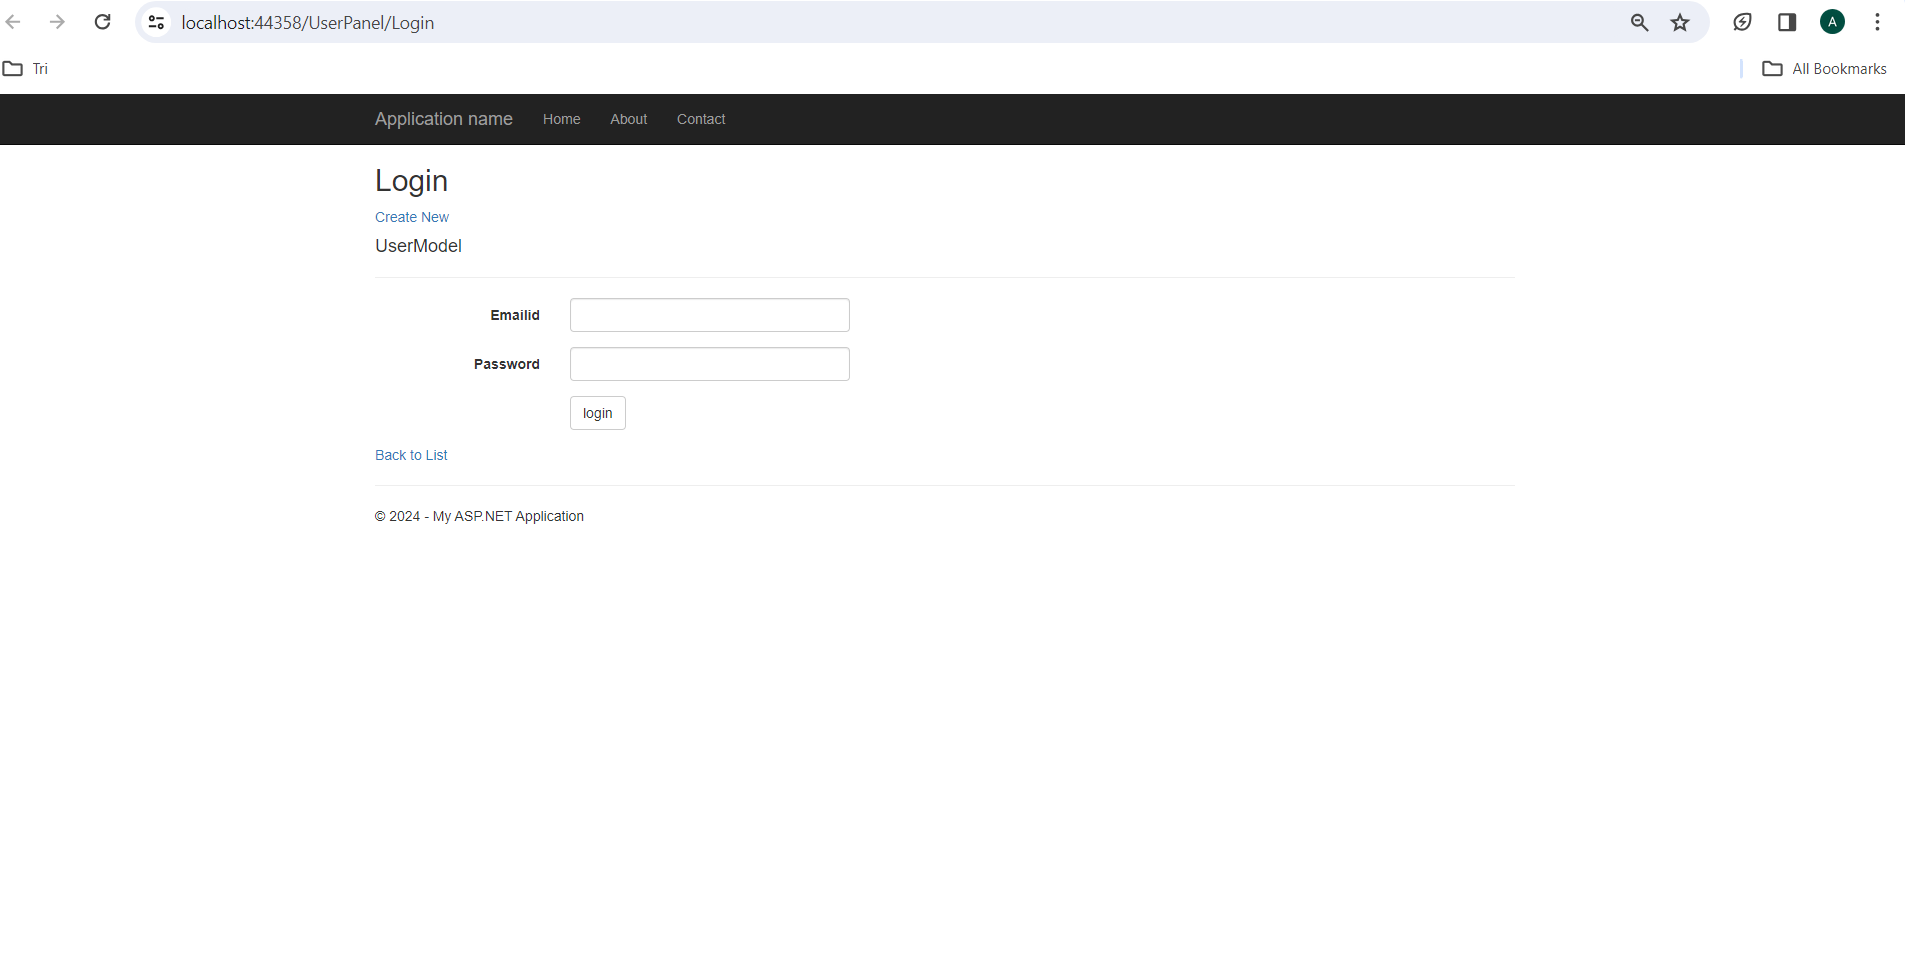 localhost:44358/UserPanel/Login
A
Tri
All Bookmarks
Application name Home About Contact
Login
Create New
UserModel
Emailid
Password
login
Back to List
© 2024 - My ASP.NET Application